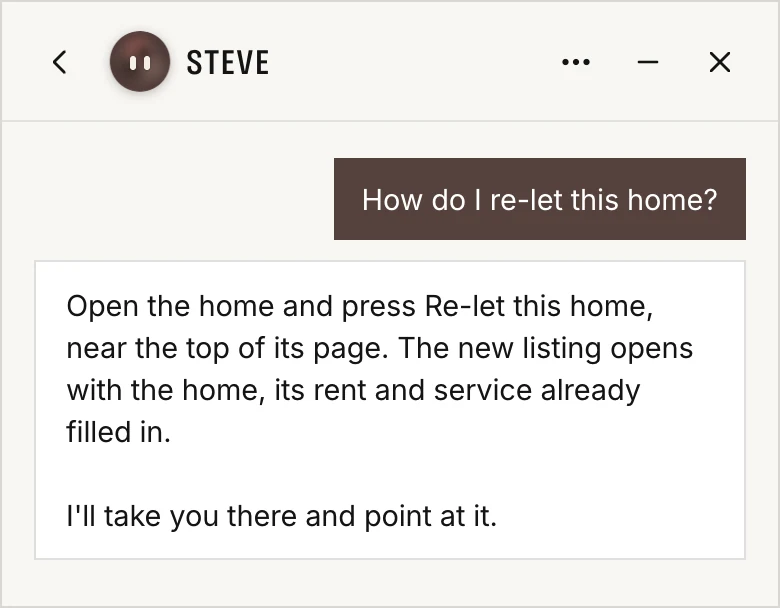 STEVE
How do I re-let this home?
Open the home and press Re-let this home,
near the top of its page. The new listing opens
with the home, its rent and service already
filled in.
I'll take you there and point at it.